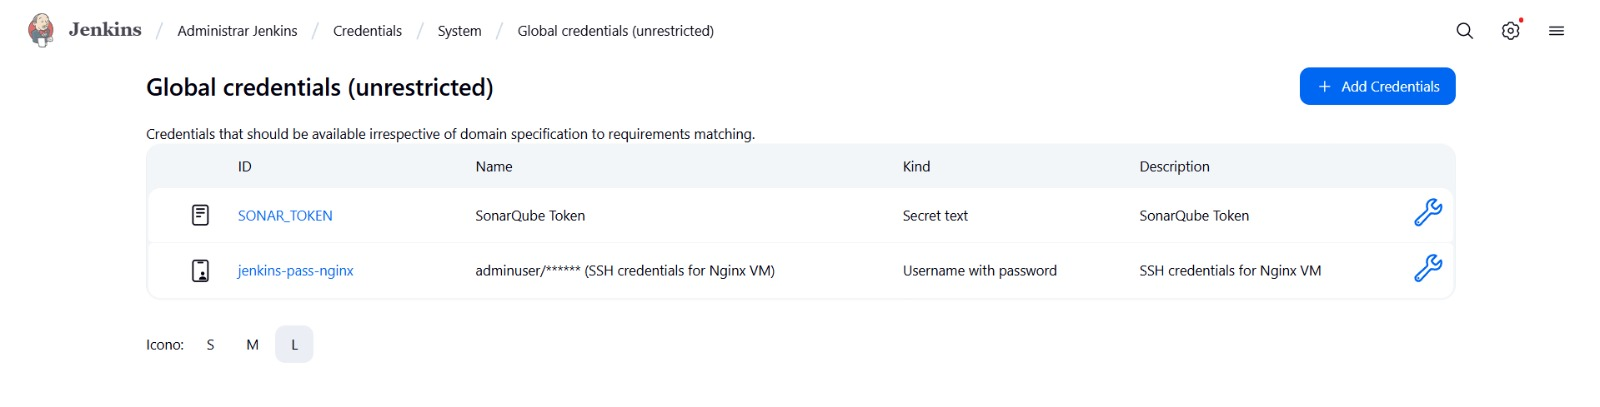 Jenkins / Administrar Jenkins / Credentials / System / Global credentials (unrestricted)
Global credentials (unrestricted)
+ Add Credentials
Credentials that should be available irrespective of domain specification to requirements matching.
ID Name Kind Description
SONAR_TOKEN SonarQube Token Secret text SonarQube Token
jenkins-pass-nginx adminuser/****** (SSH credentials for Nginx VM) Username with password SSH credentials for Nginx VM
Icono: S M L